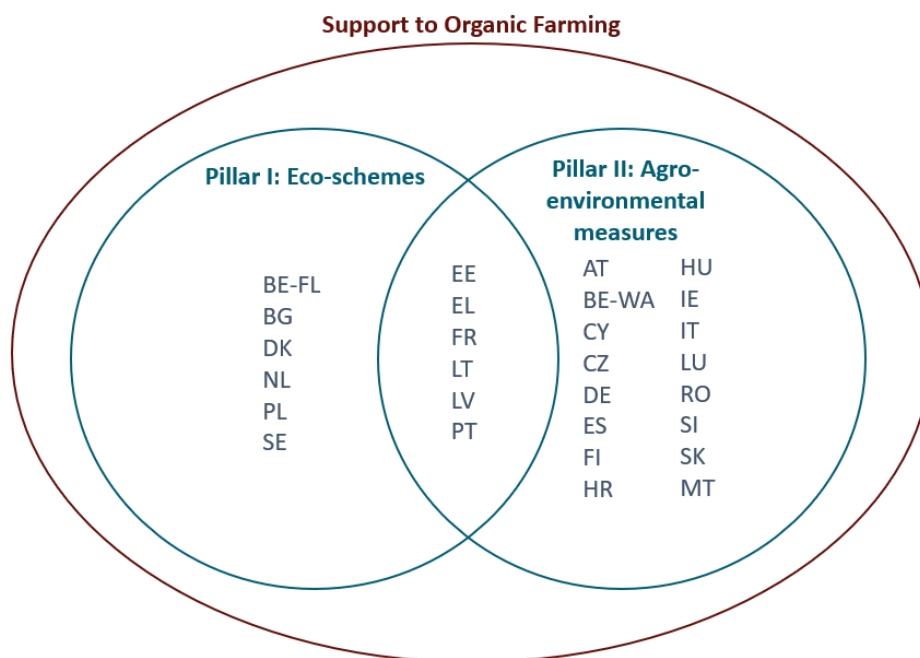 Support to Organic Farming
Pillar I: Eco-schemes
Pillar II: Agro-
environmental
measures
BE-FL
BG
DK
NL
PL
SE
EE
EL
FR
LT
LV
PT
AT
BE-WA
CY
CZ
DE
ES
FI
HR
HU
IE
IT
LU
RO
SI
SK
MT